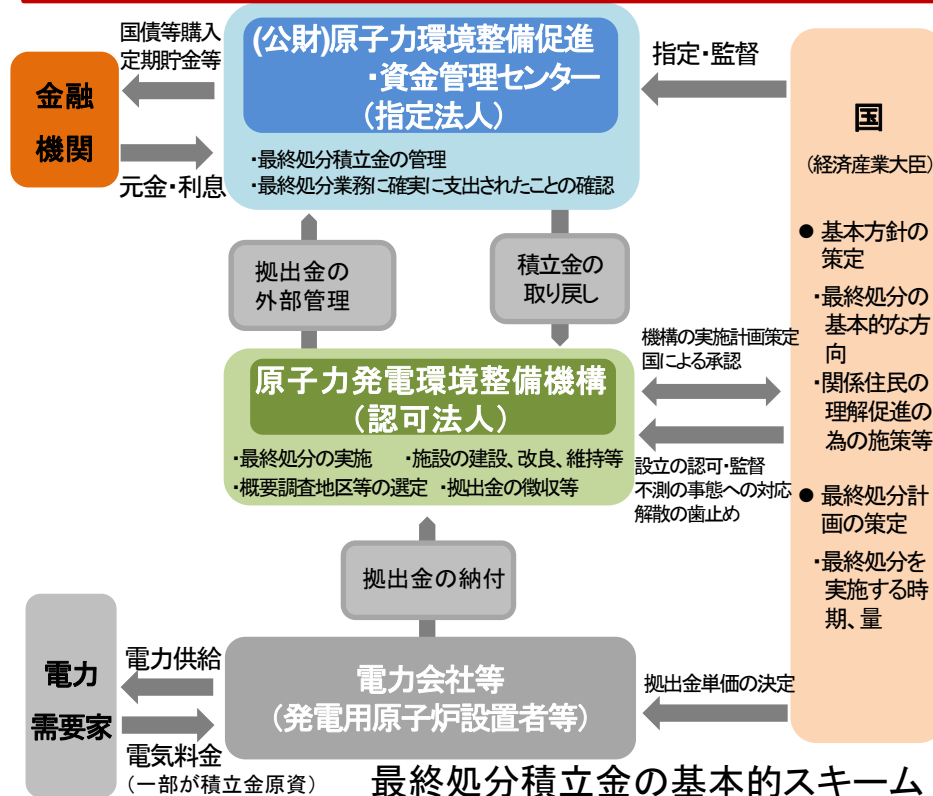 国債等購入
定期貯金等
金融
機関
元金・利息
(公財)原子力環境整備促進
・資金管理センター
(指定法人)
・最終処分積立金の管理
・最終処分業務に確実に支出されたことの確認
指定・監督
拠出金の
外部管理
積立金の
取り戻し
原子力発電環境整備機構
(認可法人)
・最終処分の実施 ・施設の建設、改良、維持等
・概要調査地区等の選定 ・拠出金の徴収等
機構の実施計画策定
国による承認
設立の認可・監督
不測の事態への対応
解散の歯止め
国
(経済産業大臣)
● 基本方針の
策定
・最終処分の
基本的な方
向
・関係住民の
理解促進の
為の施策等
● 最終処分計
画の策定
・最終処分を
実施する時
期、量
拠出金の納付
電力
需要家
電力供給
電気料金
(一部が積立金原資)
電力会社等
(発電用原子炉設置者等)
拠出金単価の決定
最終処分積立金の基本的スキーム